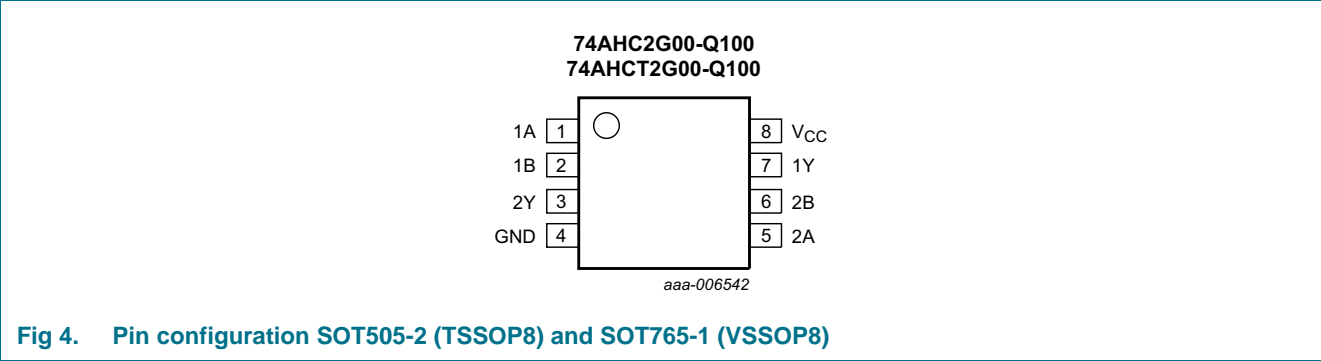 74AHC2G00-Q100
74AHCT2G00-Q100
1A 1 8 VCC
1B 2 7 1Y
2Y 3 6 2B
GND 4 5 2A
aaa-006542
Fig 4. Pin configuration SOT505-2 (TSSOP8) and SOT765-1 (VSSOP8)